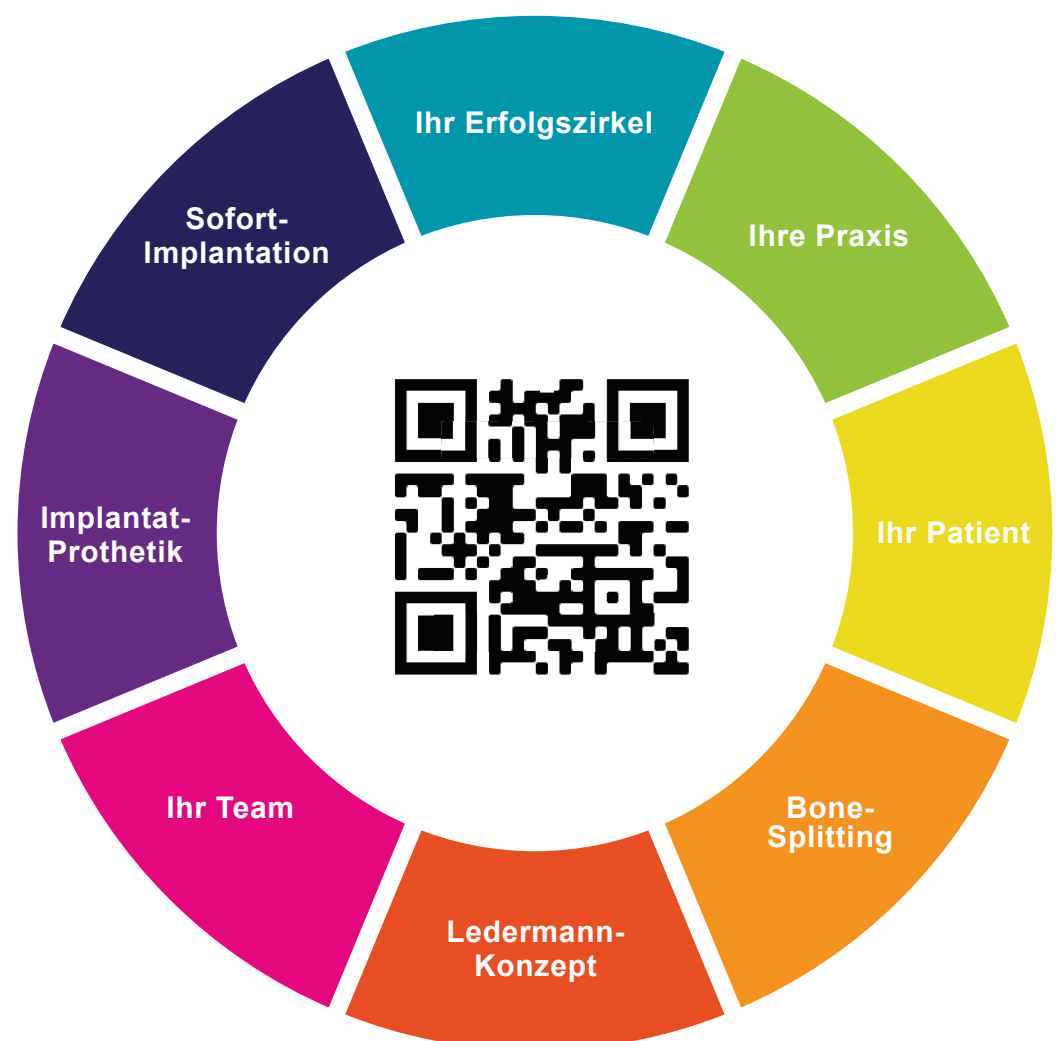 Ihr Erfolgszirkel
Ihre Praxis
Ihr Patient
Bone-
Splitting
Ledermann-
Konzept
Ihr Team
Implantat-
Prothetik
Sofort-
Implantation